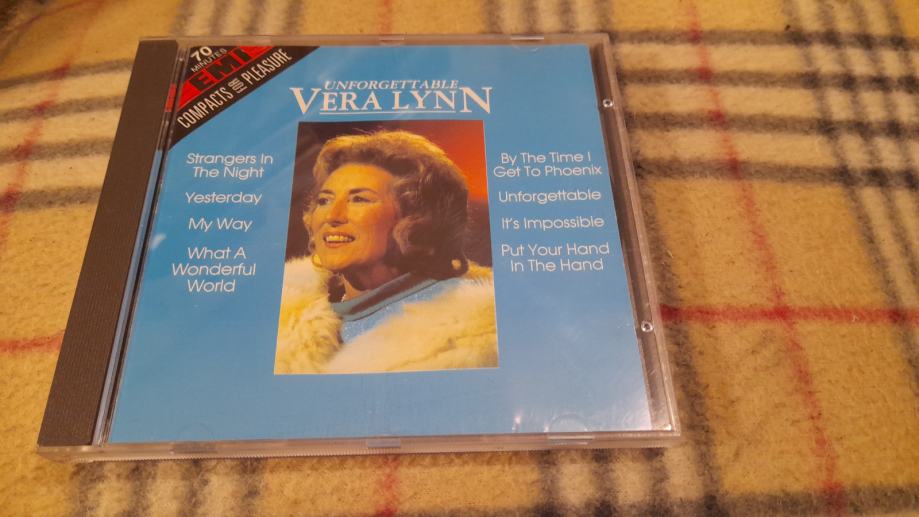 70
MINUTES
EMI
COMPACTS FOR PLEASURE
UNFORGETTABLE
VERA LYNN
Strangers In
The Night
Yesterday
My Way
What A
Wonderful
World
By The Time I
Get To Phoenix
Unforgettable
It's Impossible
Put Your Hand
In The Hand